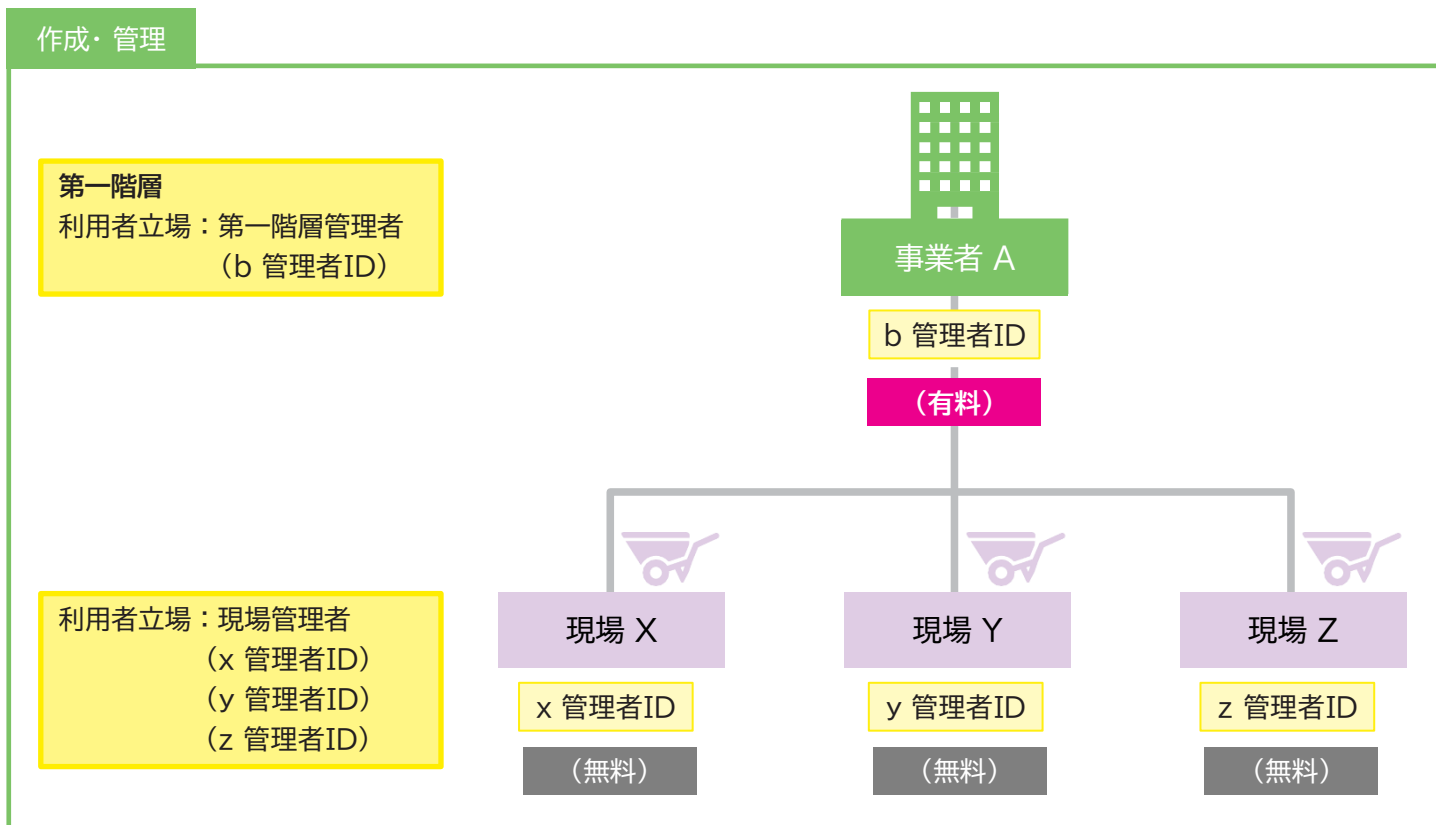 作成・管理
第一階層
利用者立場：第一階層管理者
（b 管理者ID）
事業者 A
b 管理者ID
（有料）
利用者立場：現場管理者
（x 管理者ID）
（y 管理者ID）
（z 管理者ID）
現場 X
現場 Y
現場 Z
x 管理者ID
y 管理者ID
z 管理者ID
（無料）
（無料）
（無料）